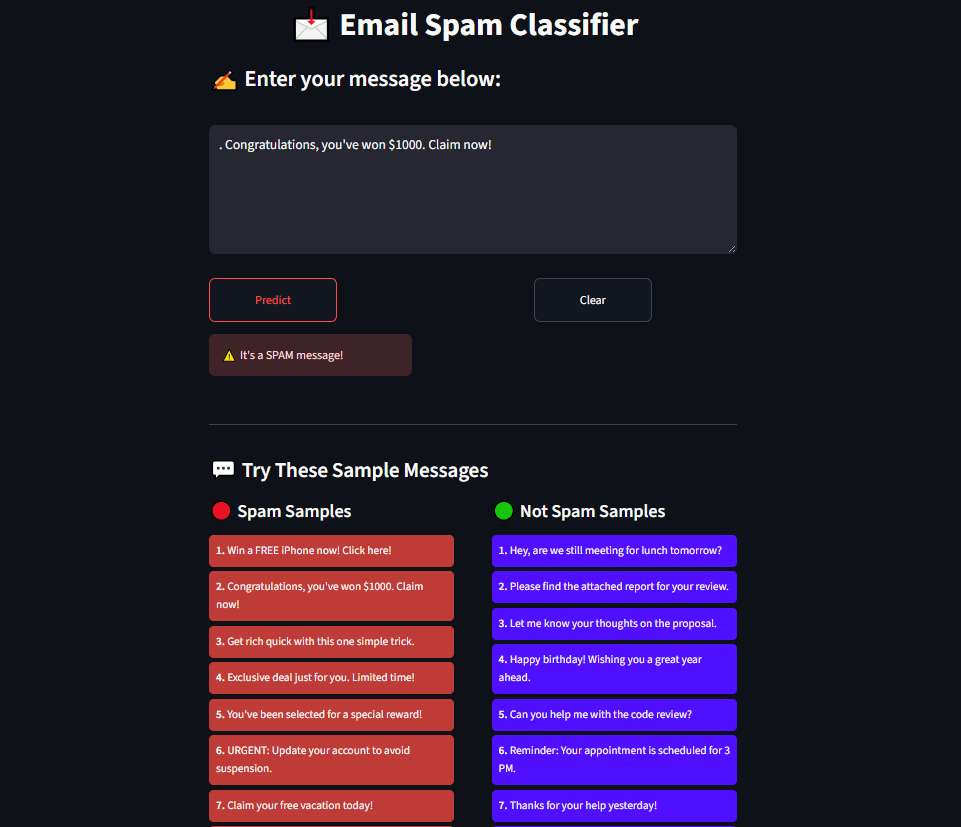 Email Spam Classifier
Enter your message below:
. Congratulations, you've won $1000. Claim now!
Predict
Clear
It's a SPAM message!
Try These Sample Messages
Spam Samples
1. Win a FREE iPhone now! Click here!
2. Congratulations, you've won $1000. Claim
now!
3. Get rich quick with this one simple trick.
4. Exclusive deal just for you. Limited time!
5. You've been selected for a special reward!
6. URGENT: Update your account to avoid
suspension.
7. Claim your free vacation today!
Not Spam Samples
1. Hey, are we still meeting for lunch tomorrow?
2. Please find the attached report for your review.
3. Let me know your thoughts on the proposal.
4. Happy birthday! Wishing you a great year
ahead.
5. Can you help me with the code review?
6. Reminder: Your appointment is scheduled for 3
PM.
7. Thanks for your help yesterday!